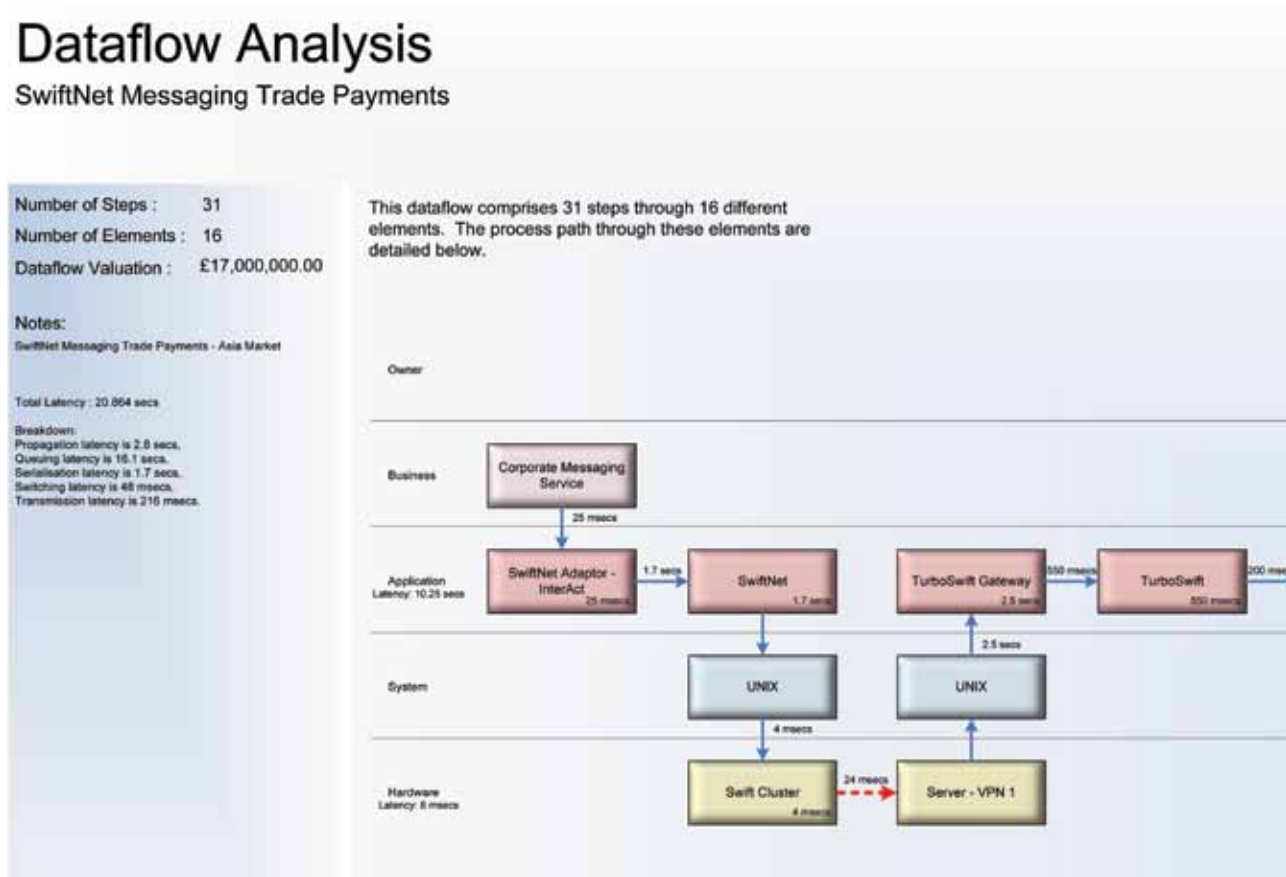 Dataflow Analysis
SwiftNet Messaging Trade Payments
Number of Steps : 31
Number of Elements : 16
Dataflow Valuation : £17,000,000.00
Notes:
SwiftNet Messaging Trade Payments - Asia Market
Total Latency : 20.864 secs
Breakdown:
Propagation latency is 2.8 secs.
Queuing latency is 16.1 secs.
Serialisation latency is 1.7 secs.
Switching latency is 48 msecs.
Transmission latency is 216 msecs.
This dataflow comprises 31 steps through 16 different
elements. The process path through these elements are
detailed below.
Owner
Business
Corporate Messaging
Service
25 msecs
Application
Latency: 10.25 secs
SwiftNet Adaptor -
InterAct
25 msecs
1.7 secs
SwiftNet
1.7 secs
TurboSwift Gateway
2.5 secs
550 msecs
TurboSwift
550 msecs
200 mse
2.5 secs
System
UNIX
UNIX
4 msecs
Hardware
Latency: 8 msecs
Swift Cluster
4 msecs
24 msecs
Server - VPN 1